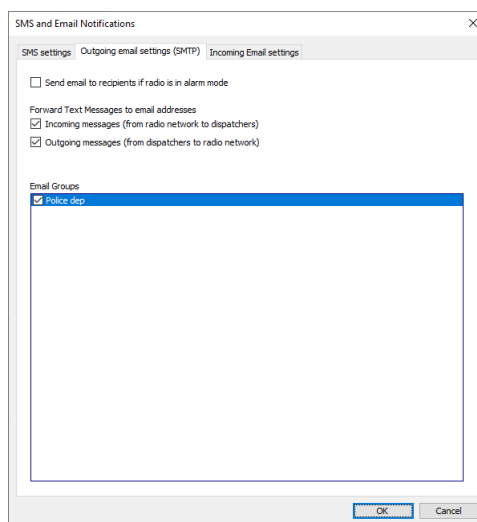 SMS and Email Notifications
SMS settings Outgoing email settings (SMTP) Incoming Email settings
Send email to recipients if radio is in alarm mode
Forward Text Messages to email addresses
Incoming messages (from radio network to dispatchers)
Outgoing messages (from dispatchers to radio network)
Email Groups
Police dep
OK Cancel